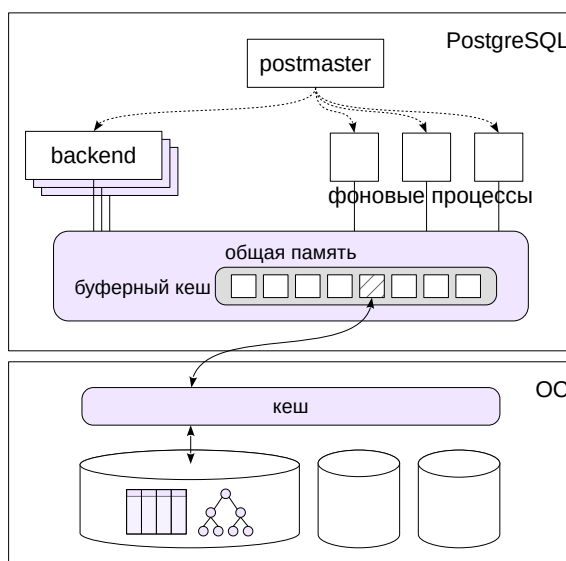 PostgreSQL
postmaster
backend
фоновые процессы
общая память
буферный кеш
ОС
кеш